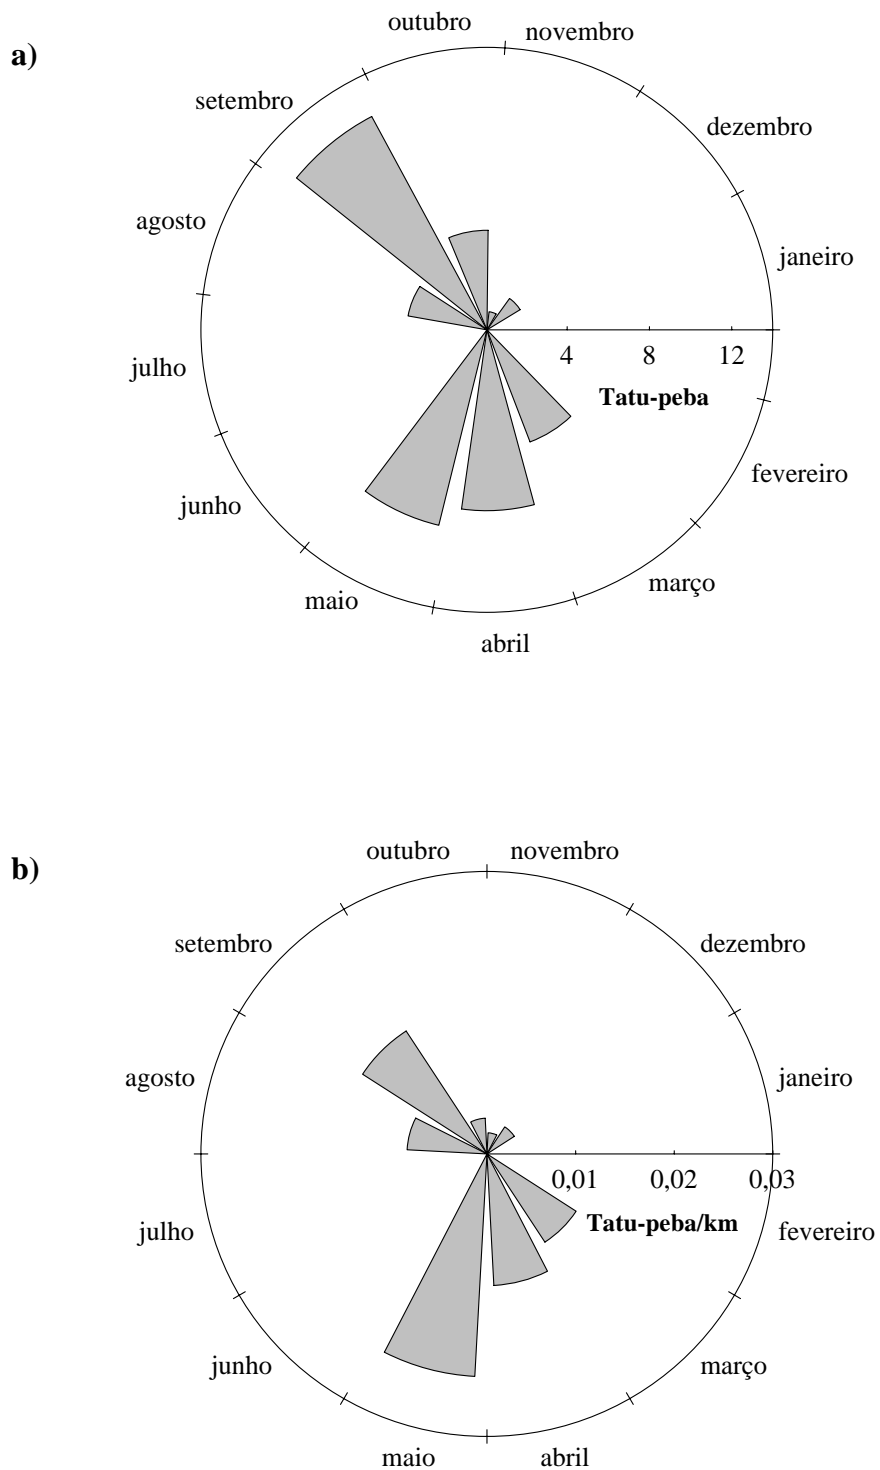 a)
outubro
novembro
setembro
dezembro
agosto
janeiro
4 8 12
julho
Tatu-peba
fevereiro
junho
março
maio
abril
b)
outubro
novembro
setembro
dezembro
agosto
janeiro
0,01 0,02 0,03
julho
Tatu-peba/km
fevereiro
junho
março
maio
abril